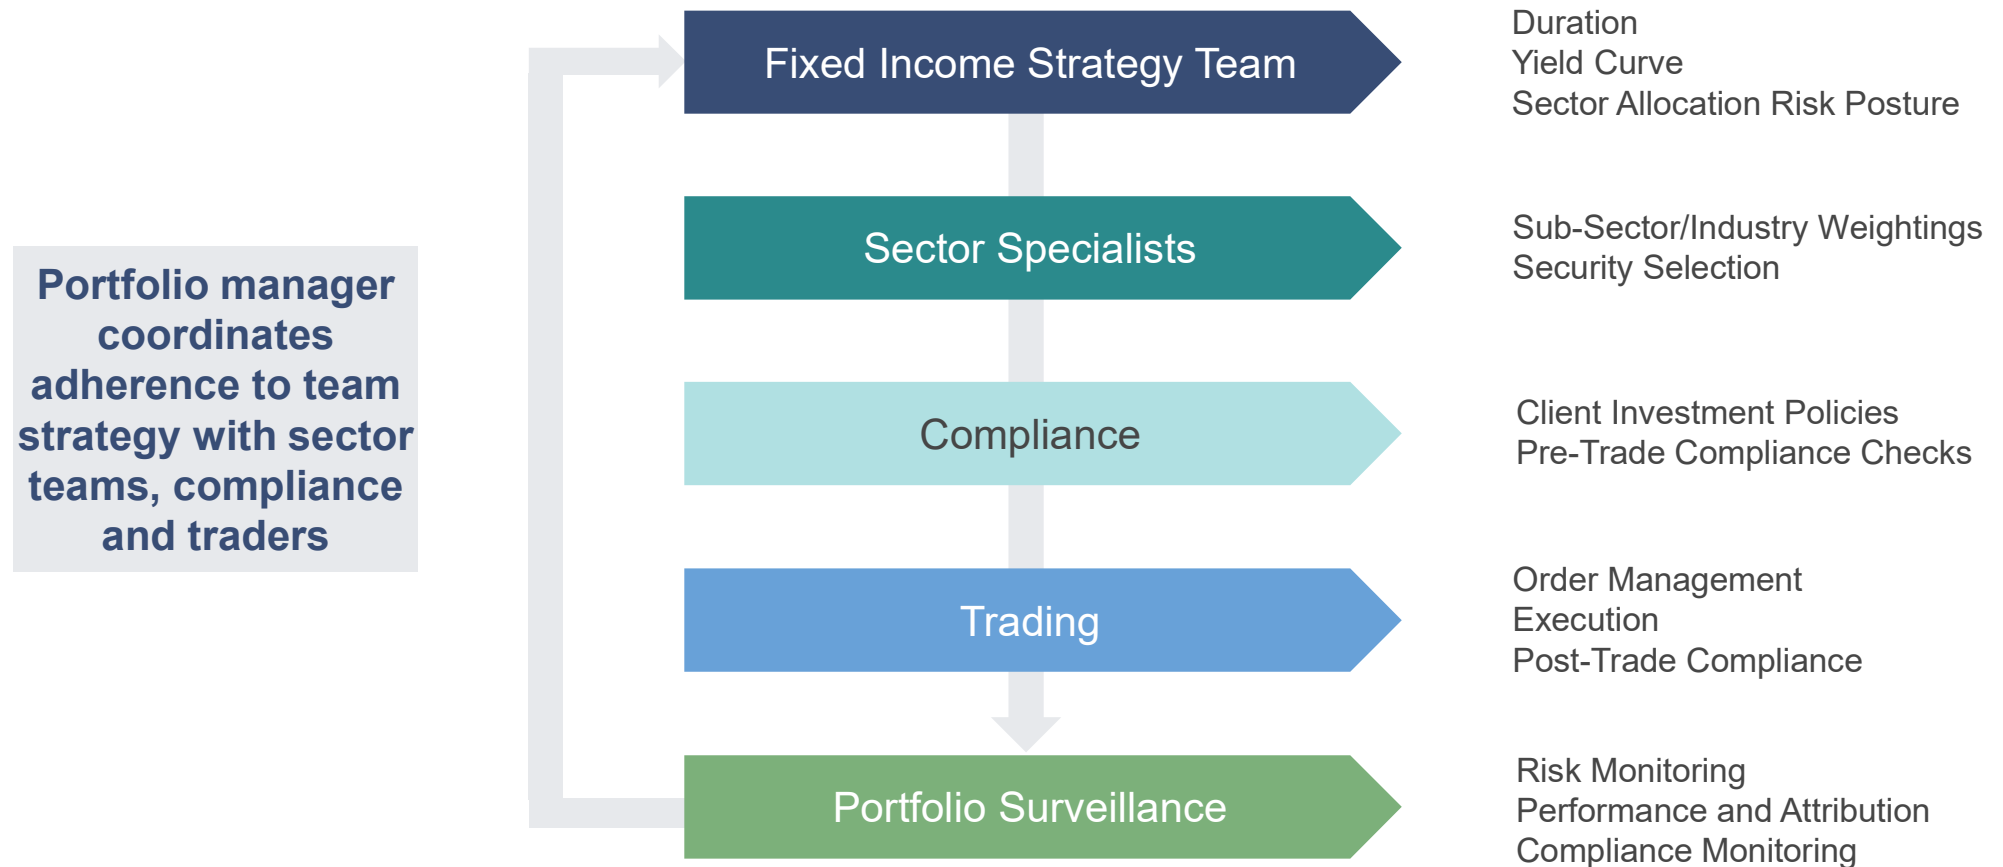 Fixed Income Strategy Team
Duration
Yield Curve
Sector Allocation Risk Posture
Sector Specialists
Sub-Sector/Industry Weightings
Security Selection
Portfolio manager
coordinates
adherence to team
strategy with sector
teams, compliance
and traders
Compliance
Client Investment Policies
Pre-Trade Compliance Checks
Trading
Order Management
Execution
Post-Trade Compliance
Portfolio Surveillance
Risk Monitoring
Performance and Attribution
Compliance Monitoring